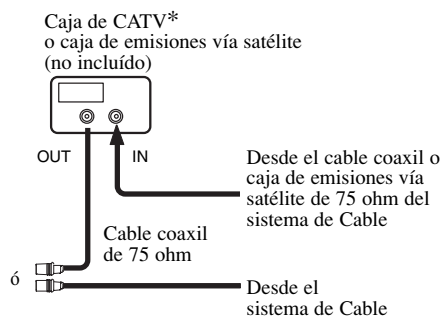 Caja de CATV*
o caja de emisiones vía satélite
(no incluído)
OUT
IN
Desde el cable coaxil o
caja de emisiones vía
satélite de 75 ohm del
sistema de Cable
Cable coaxil
de 75 ohm
ó
Desde el
sistema de Cable